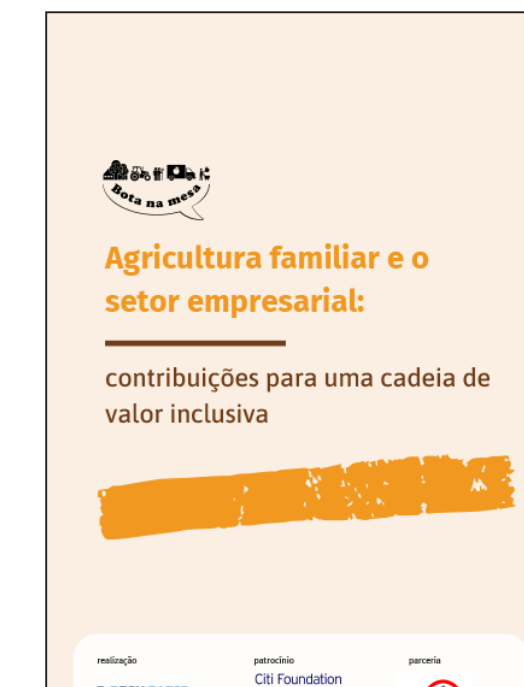 Bota na mesa
Agricultura familiar e o
setor empresarial:
contribuições para uma cadeia de
valor inclusiva
realização
patrocínio
parceria
Citi Foundation